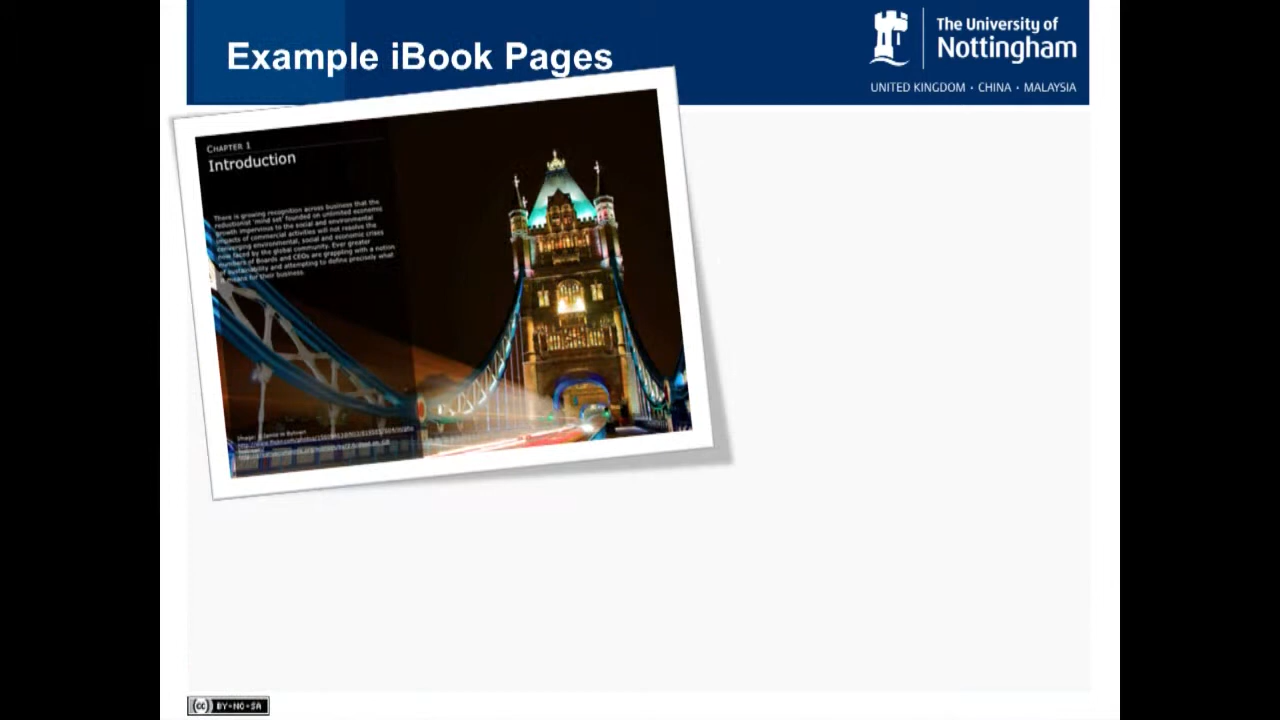 Example iBook Pages
The University of
Nottingham
UNITED KINGDOM · CHINA · MALAYSIA
CHAPTER 1
Introduction
There is growing recognition across business that the
reductionist 'mind set' founded on unlimited economic
growth impervious to the social and environmental
impacts of commercial activities will not resolve the
converging environmental, social and economic crises
now faced by the global community. Ever greater
numbers of Boards and CEOs are grappling with a notion
of sustainability and attempting to define precisely what
it means for their business.
(cc) BY-NC-SA